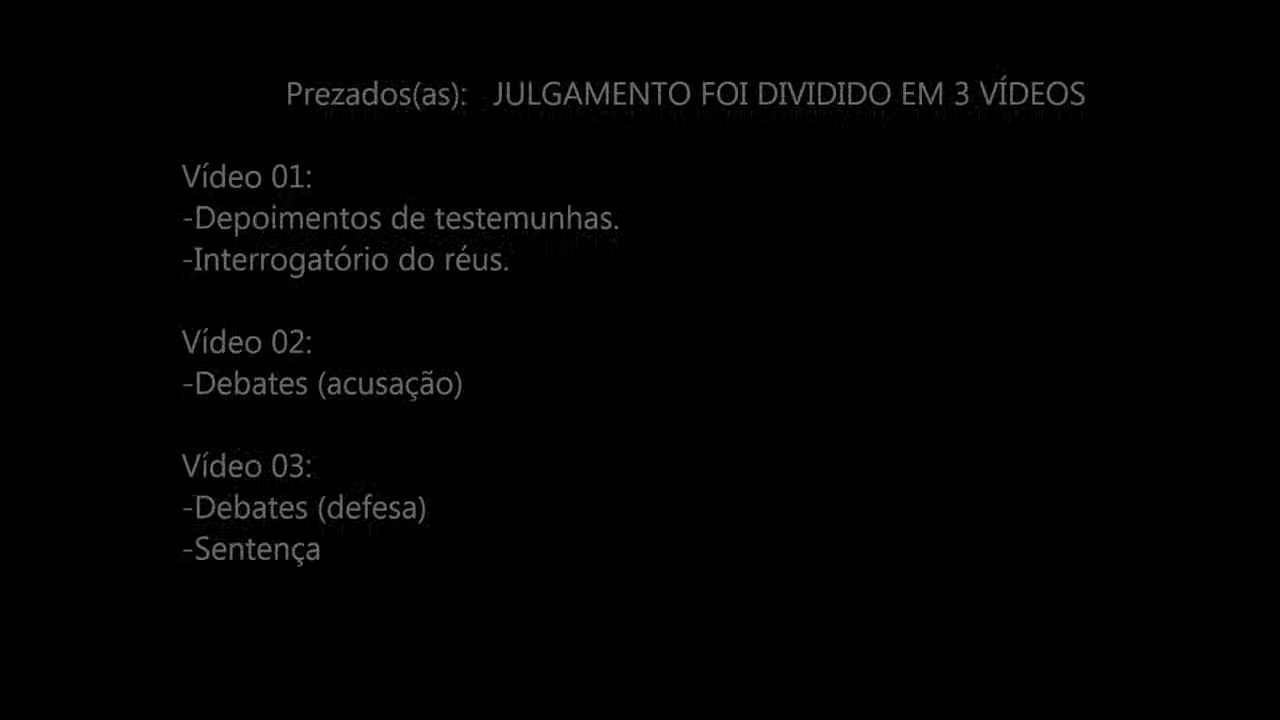 Prezados(as): JULGAMENTO FOI DIVIDIDO EM 3 VÍDEOS
Vídeo 01:
-Depoimentos de testemunhas.
-Interrogatório do réus.
Vídeo 02:
-Debates (acusação)
Vídeo 03:
-Debates (defesa)
-Sentença